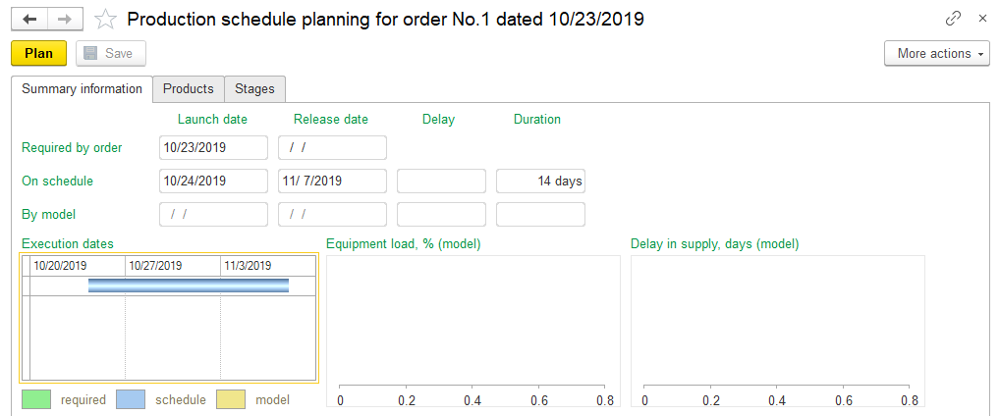 Production schedule planning for order No.1 dated 10/23/2019
Plan Save More actions
Summary information Products Stages
Launch date Release date Delay Duration
Required by order 10/23/2019 / /
On schedule 10/24/2019 11/ 7/2019 14 days
By model / / / /
Execution dates Equipment load, % (model) Delay in supply, days (model)
10/20/2019 10/27/2019 11/3/2019
required schedule model
0 0.2 0.4 0.6 0.8 0 0.2 0.4 0.6 0.8